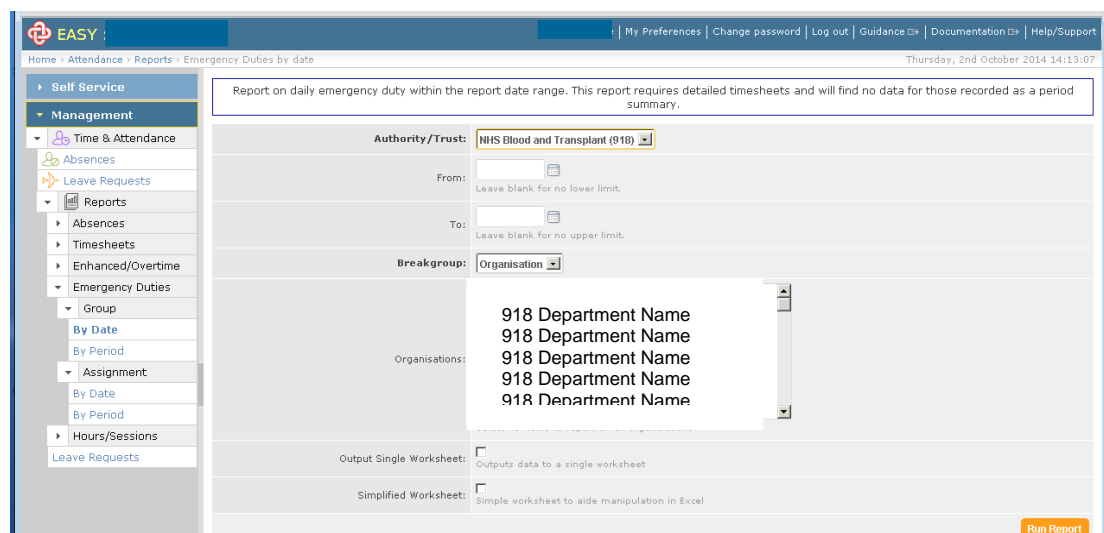 EASY
| My Preferences | Change password | Log out | Guidance | Documentation | Help/Support
Home › Attendance › Reports › Emergency Duties by date
Thursday, 2nd October 2014 14:13:07
Self Service
Management
Time & Attendance
Absences
Leave Requests
Reports
Absences
Timesheets
Enhanced/Overtime
Emergency Duties
Group
By Date
By Period
Assignment
By Date
By Period
Hours/Sessions
Leave Requests
Report on daily emergency duty within the report date range. This report requires detailed timesheets and will find no data for those recorded as a period
summary.
Authority/Trust: NHS Blood and Transplant (918)
From:
Leave blank for no lower limit.
To:
Leave blank for no upper limit.
Breakgroup: Organisation
Organisations:
918 Department Name
918 Department Name
918 Department Name
918 Department Name
918 Department Name
Output Single Worksheet:
Outputs data to a single worksheet
Simplified Worksheet:
Simple worksheet to aide manipulation in Excel
Run Report